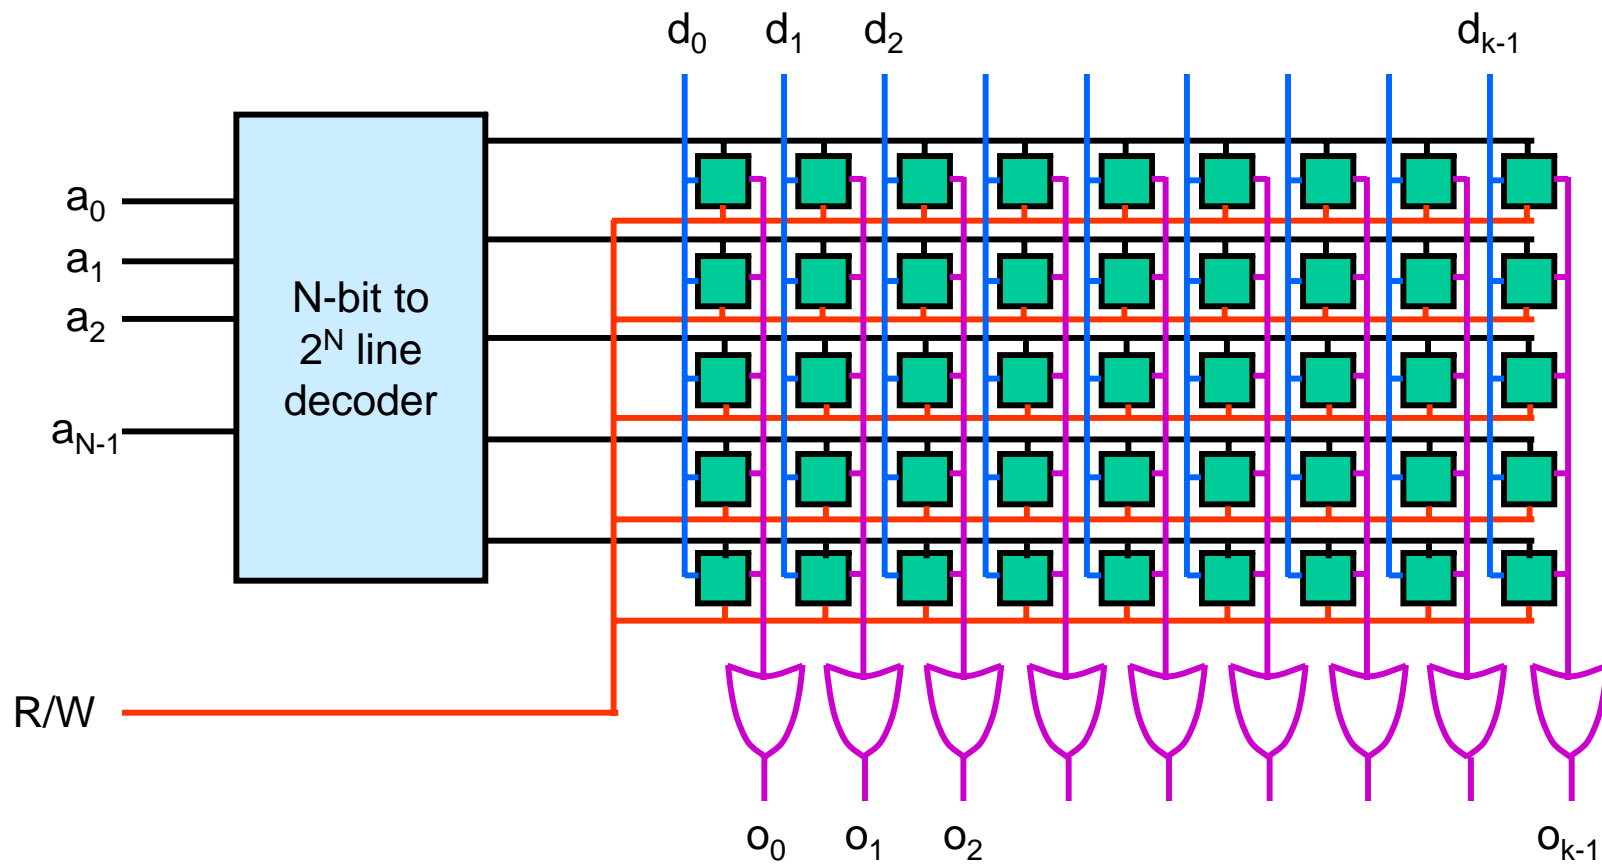 d₀ d₁ d₂ dₖ₋₁
a₀
a₁
a₂
a_N-1
N-bit to
2ᴺ line
decoder
R/W
o₀ o₁ o₂ oₖ₋₁